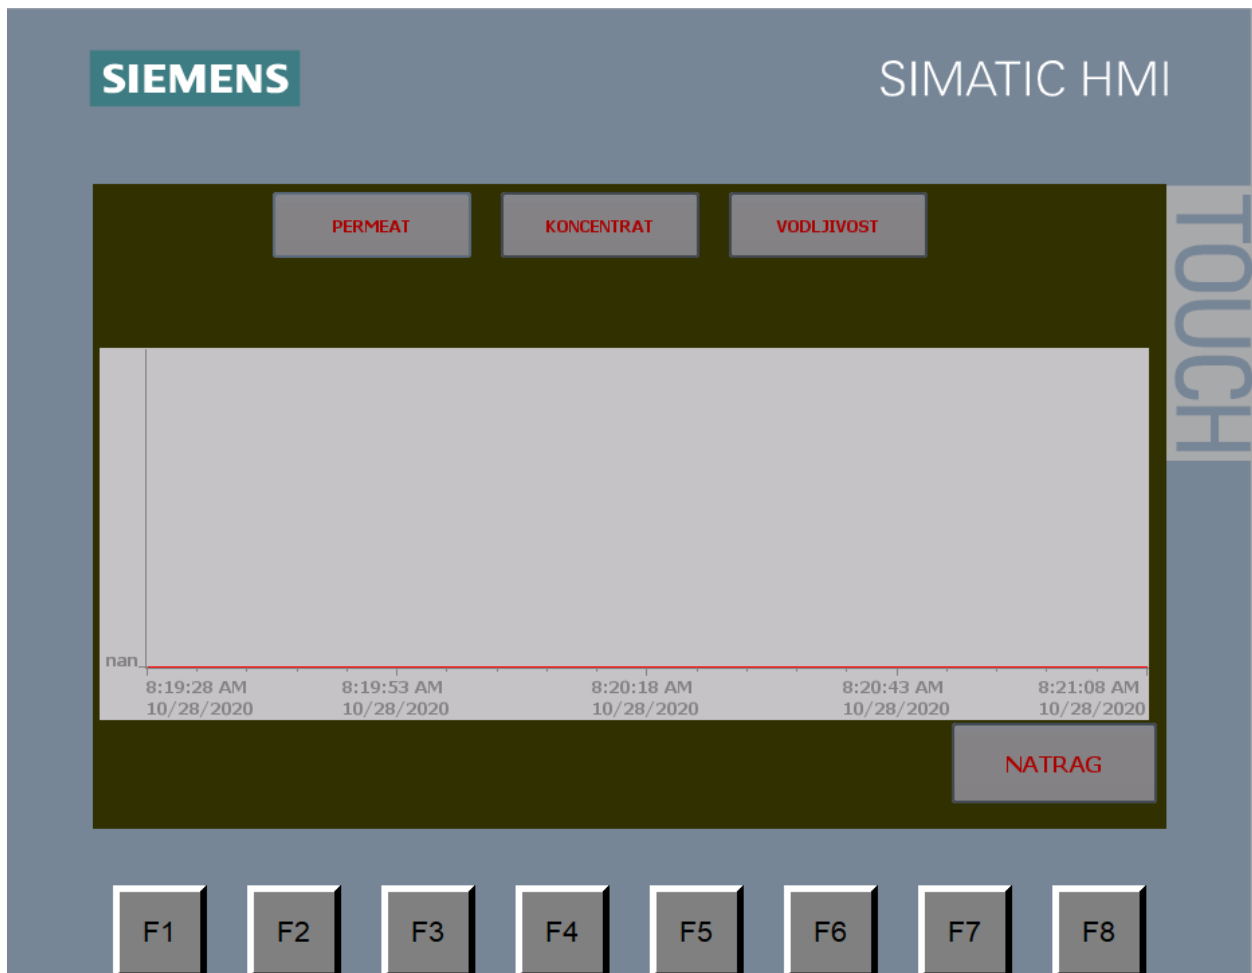 SIEMENS
SIMATIC HMI
TOUCH
PERMEAT
KONCENTRAT
VODLJIVOST
nan
8:19:28 AM 8:19:53 AM 8:20:18 AM 8:20:43 AM 8:21:08 AM
10/28/2020 10/28/2020 10/28/2020 10/28/2020 10/28/2020
NATRAG
F1 F2 F3 F4 F5 F6 F7 F8